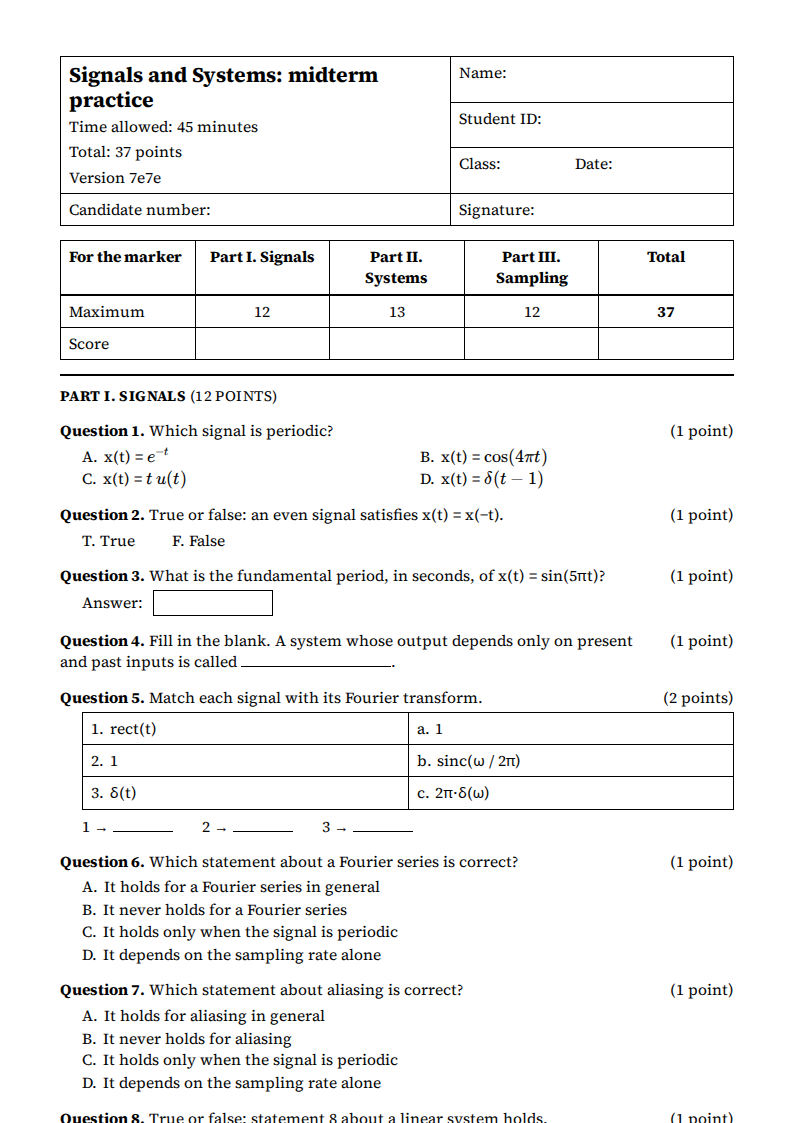 Signals and Systems: midterm
practice
Time allowed: 45 minutes
Total: 37 points
Version 7e7e
Name:
Student ID:
Class: Date:
Candidate number:
Signature:
For the marker Part I. Signals Part II. Systems Part III. Sampling Total
Maximum 12 13 12 37
Score
PART I. SIGNALS (12 POINTS)
Question 1. Which signal is periodic? (1 point)
A. x(t) = e⁻ᵗ B. x(t) = cos(4πt)
C. x(t) = t u(t) D. x(t) = δ(t − 1)
Question 2. True or false: an even signal satisfies x(t) = x(−t). (1 point)
T. True F. False
Question 3. What is the fundamental period, in seconds, of x(t) = sin(5πt)? (1 point)
Answer:
Question 4. Fill in the blank. A system whose output depends only on present (1 point)
and past inputs is called ____________________.
Question 5. Match each signal with its Fourier transform. (2 points)
1. rect(t) a. 1
2. 1 b. sinc(ω / 2π)
3. δ(t) c. 2π·δ(ω)
1 → ________ 2 → ________ 3 → ________
Question 6. Which statement about a Fourier series is correct? (1 point)
A. It holds for a Fourier series in general
B. It never holds for a Fourier series
C. It holds only when the signal is periodic
D. It depends on the sampling rate alone
Question 7. Which statement about aliasing is correct? (1 point)
A. It holds for aliasing in general
B. It never holds for aliasing
C. It holds only when the signal is periodic
D. It depends on the sampling rate alone
Question 8. True or false: statement 8 about a linear system holds. (1 point)